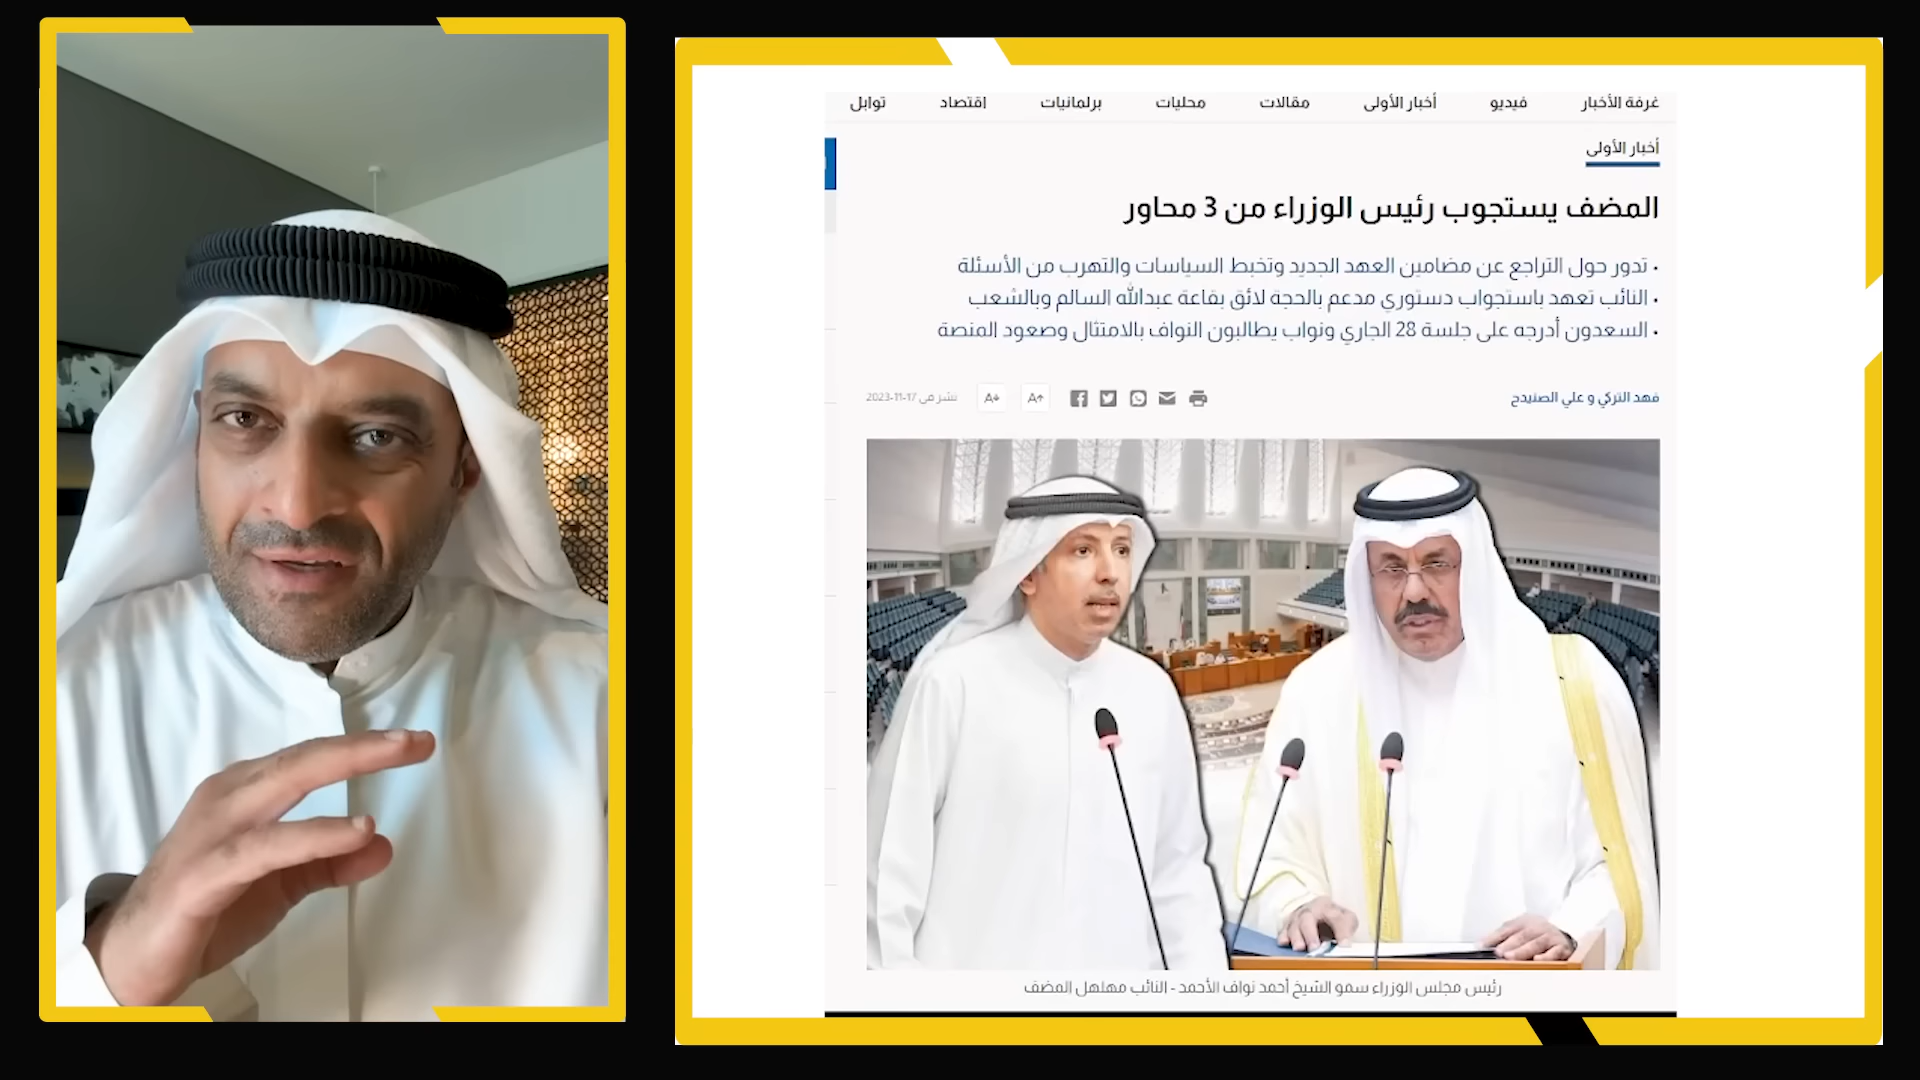 غرفة الأخبار فيديو أخبار الأولى مقالات محليات برلمانيات اقتصاد توابل
أخبار الأولى
المضف يستجوب رئيس الوزراء من 3 محاور
• تدور حول التراجع عن مضامين العهد الجديد وتخبط السياسات والتهرب من الأسئلة
• النائب تعهد باستجواب دستوري مدعم بالحجة لائق بقاعة عبدالله السالم وبالشعب
• السعدون أدرجه على جلسة 28 الجاري ونواب يطالبون النواف بالامتثال وصعود المنصة
فهد التركي و علي الصنيدح
A+ A+ نشر في 17-11-2023
رئيس مجلس الوزراء سمو الشيخ أحمد نواف الأحمد - النائب مهلهل المضف